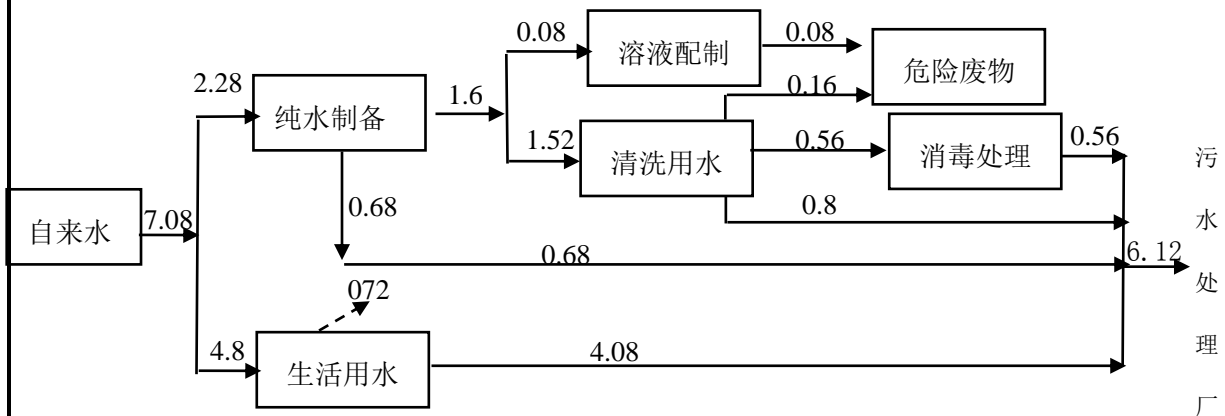 0.08
溶液配制
0.08
危险废物
2.28
纯水制备
1.6
0.16
1.52
清洗用水
0.56
消毒处理
0.56
自来水
7.08
0.68
0.8
0.68
6.12
072
4.8
生活用水
4.08
污
水
处
理
厂